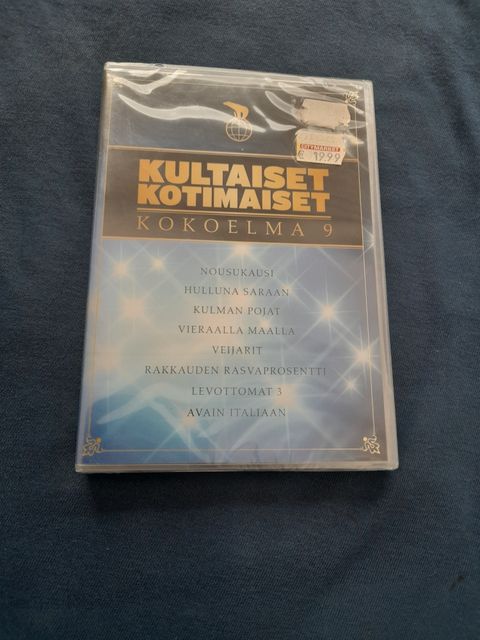 CITYMARKET
€ 19.99
KULTAISET
KOTIMAISET
KOKOELMA 9
NOUSUKAUSI
HULLUNA SARAAN
KULMAN POJAT
VIERAALLA MAALLA
VEIJARIT
RAKKAUDEN RASVAPROSENTTI
LEVOTTOMAT 3
AVAIN ITALIAAN